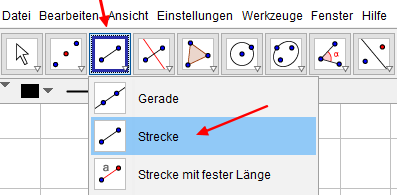 Datei Bearbeiten Ansicht Einstellungen Werkzeuge Fenster Hilfe
α
Gerade
Strecke
a
Strecke mit fester Länge